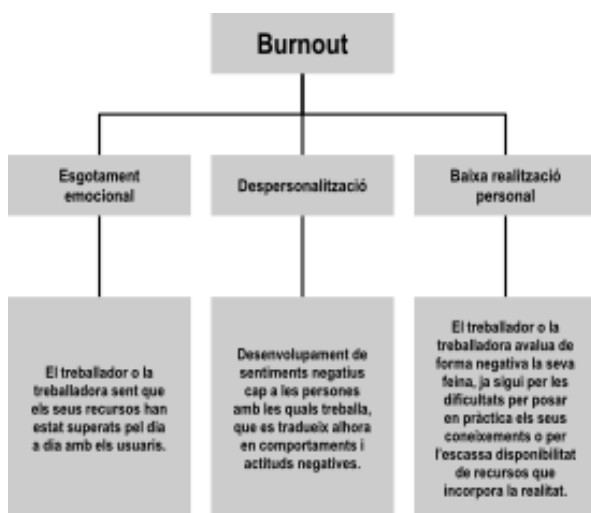 Burnout
Esgotament
emocional
Despersonalització
Baixa realització
personal
El treballador o la
treballadora sent que
els seus recursos han
estat superats pel dia
a dia amb els usuaris.
Desenvolupament de
sentiments negatius
cap a les persones
amb les quals treballa,
que es tradueix alhora
en comportaments i
actituds negatives.
El treballador o la
treballadora avalua de
forma negativa la seva
feina, ja sigui per les
dificultats per posar
en pràctica els seus
coneixements o per
l'escassa disponibilitat
de recursos que
incorpora la realitat.